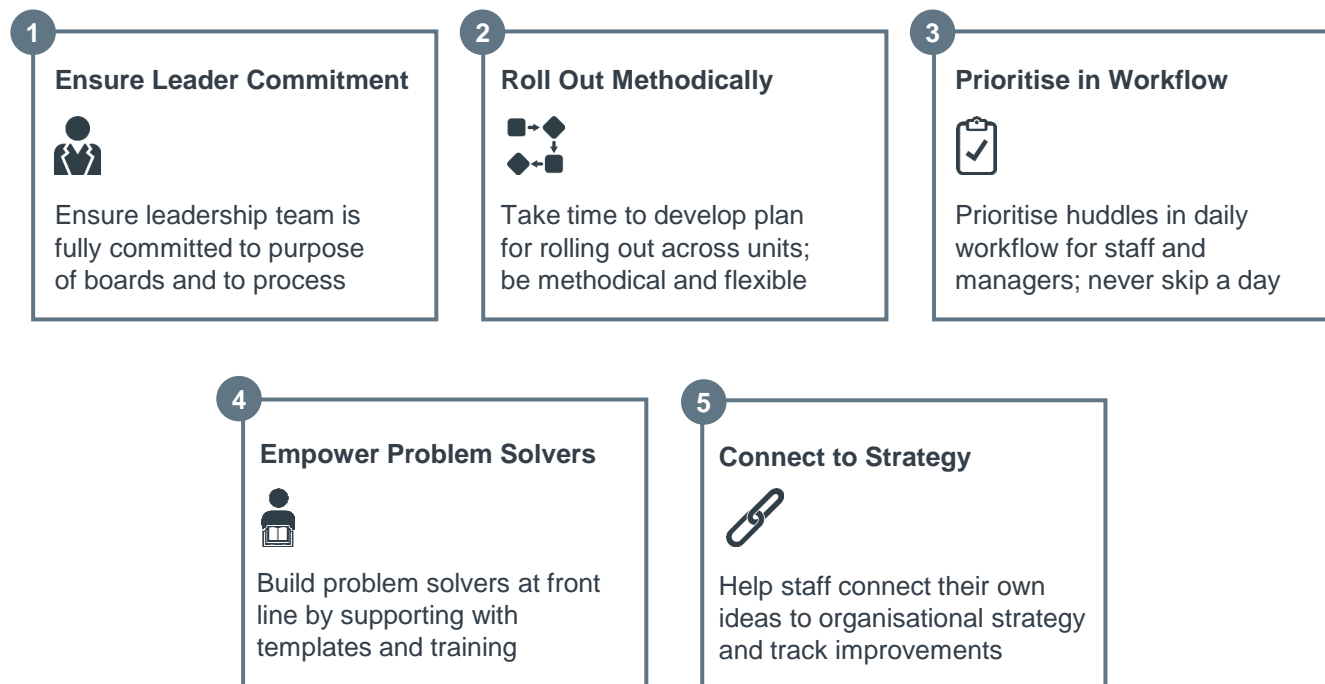 1
Ensure Leader Commitment
Ensure leadership team is
fully committed to purpose
of boards and to process
2
Roll Out Methodically
Take time to develop plan
for rolling out across units;
be methodical and flexible
3
Prioritise in Workflow
Prioritise huddles in daily
workflow for staff and
managers; never skip a day
4
Empower Problem Solvers
Build problem solvers at front
line by supporting with
templates and training
5
Connect to Strategy
Help staff connect their own
ideas to organisational strategy
and track improvements